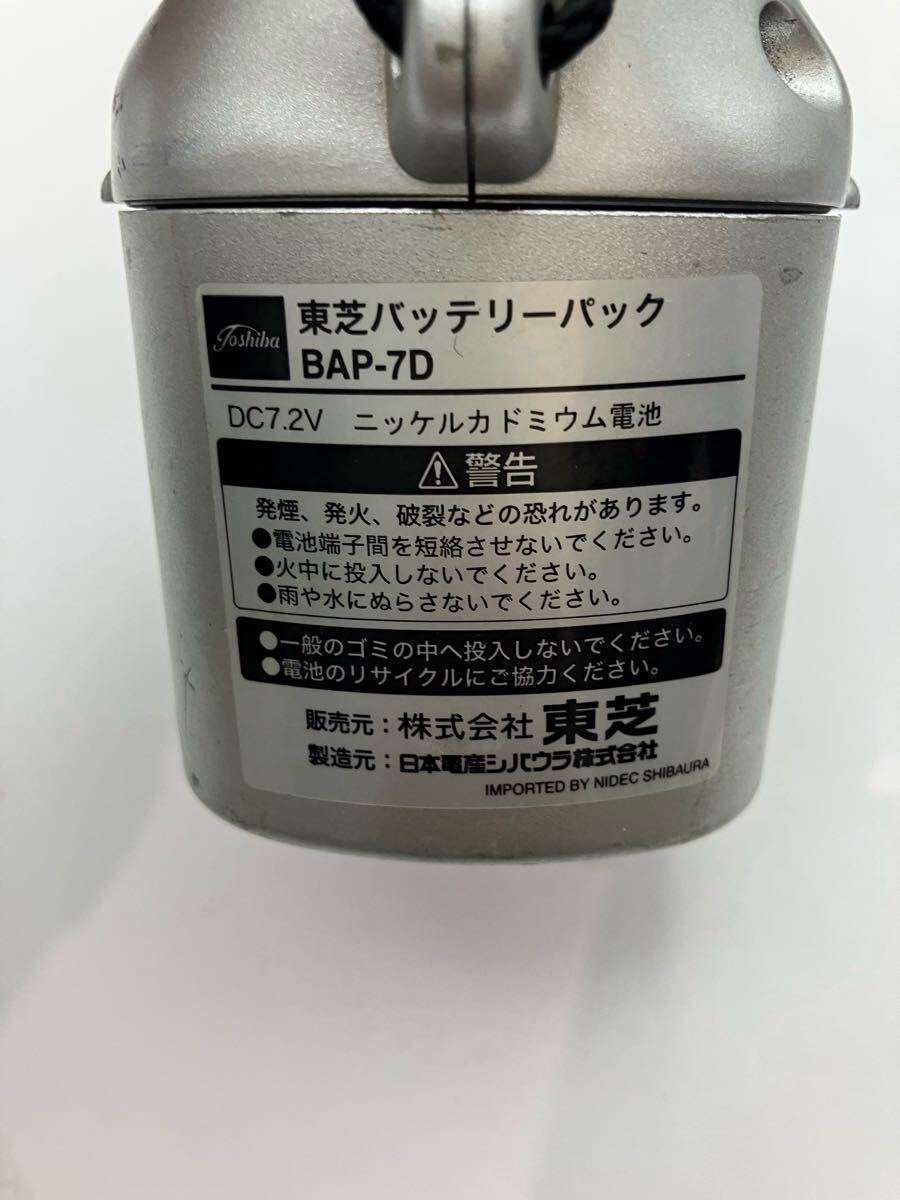 Toshiba
東芝バッテリーパック
BAP-7D
DC7.2V ニッケルカドミウム電池
警告
発煙、発火、破裂などの恐れがあります。
●電池端子間を短絡させないでください。
●火中に投入しないでください。
●雨や水にぬらさないでください。
●一般のゴミの中へ投入しないでください。
●電池のリサイクルにご協力ください。
販売元：株式会社 東芝
製造元：日本電産シバウラ株式会社
IMPORTED BY NIDEC SHIBAURA